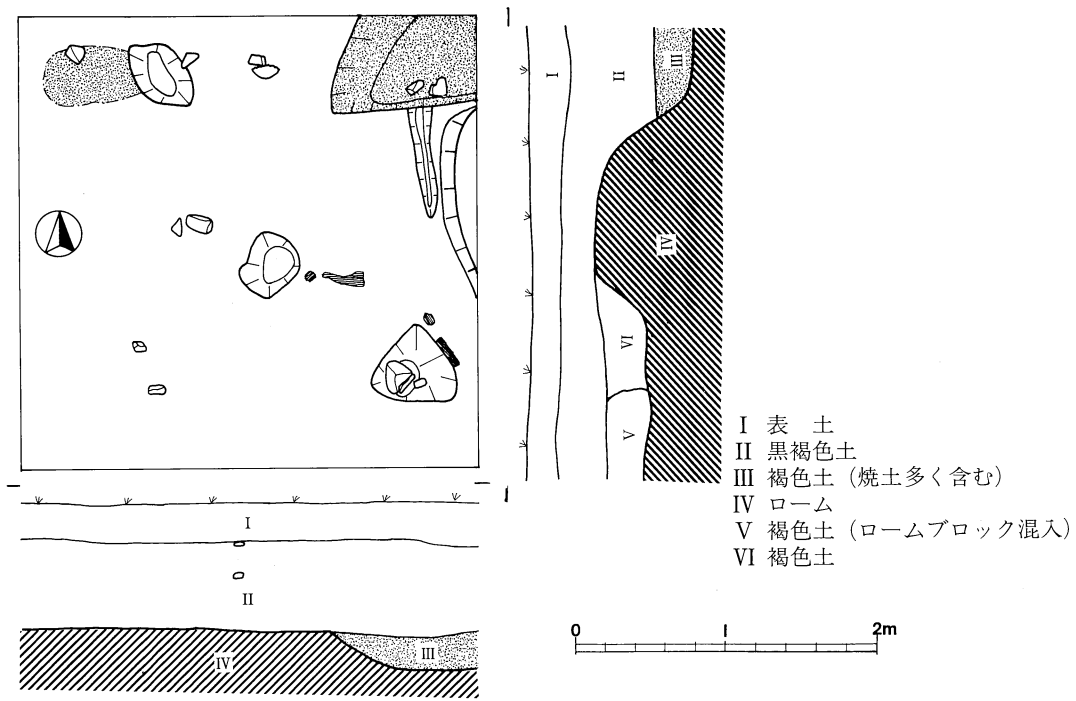 I
II
III
IV
VI
V
I 表 土
II 黒褐色土
III 褐色土（焼土多く含む）
IV ローム
V 褐色土（ロームブロック混入）
VI 褐色土
I
II
III
IV
0 1 2m